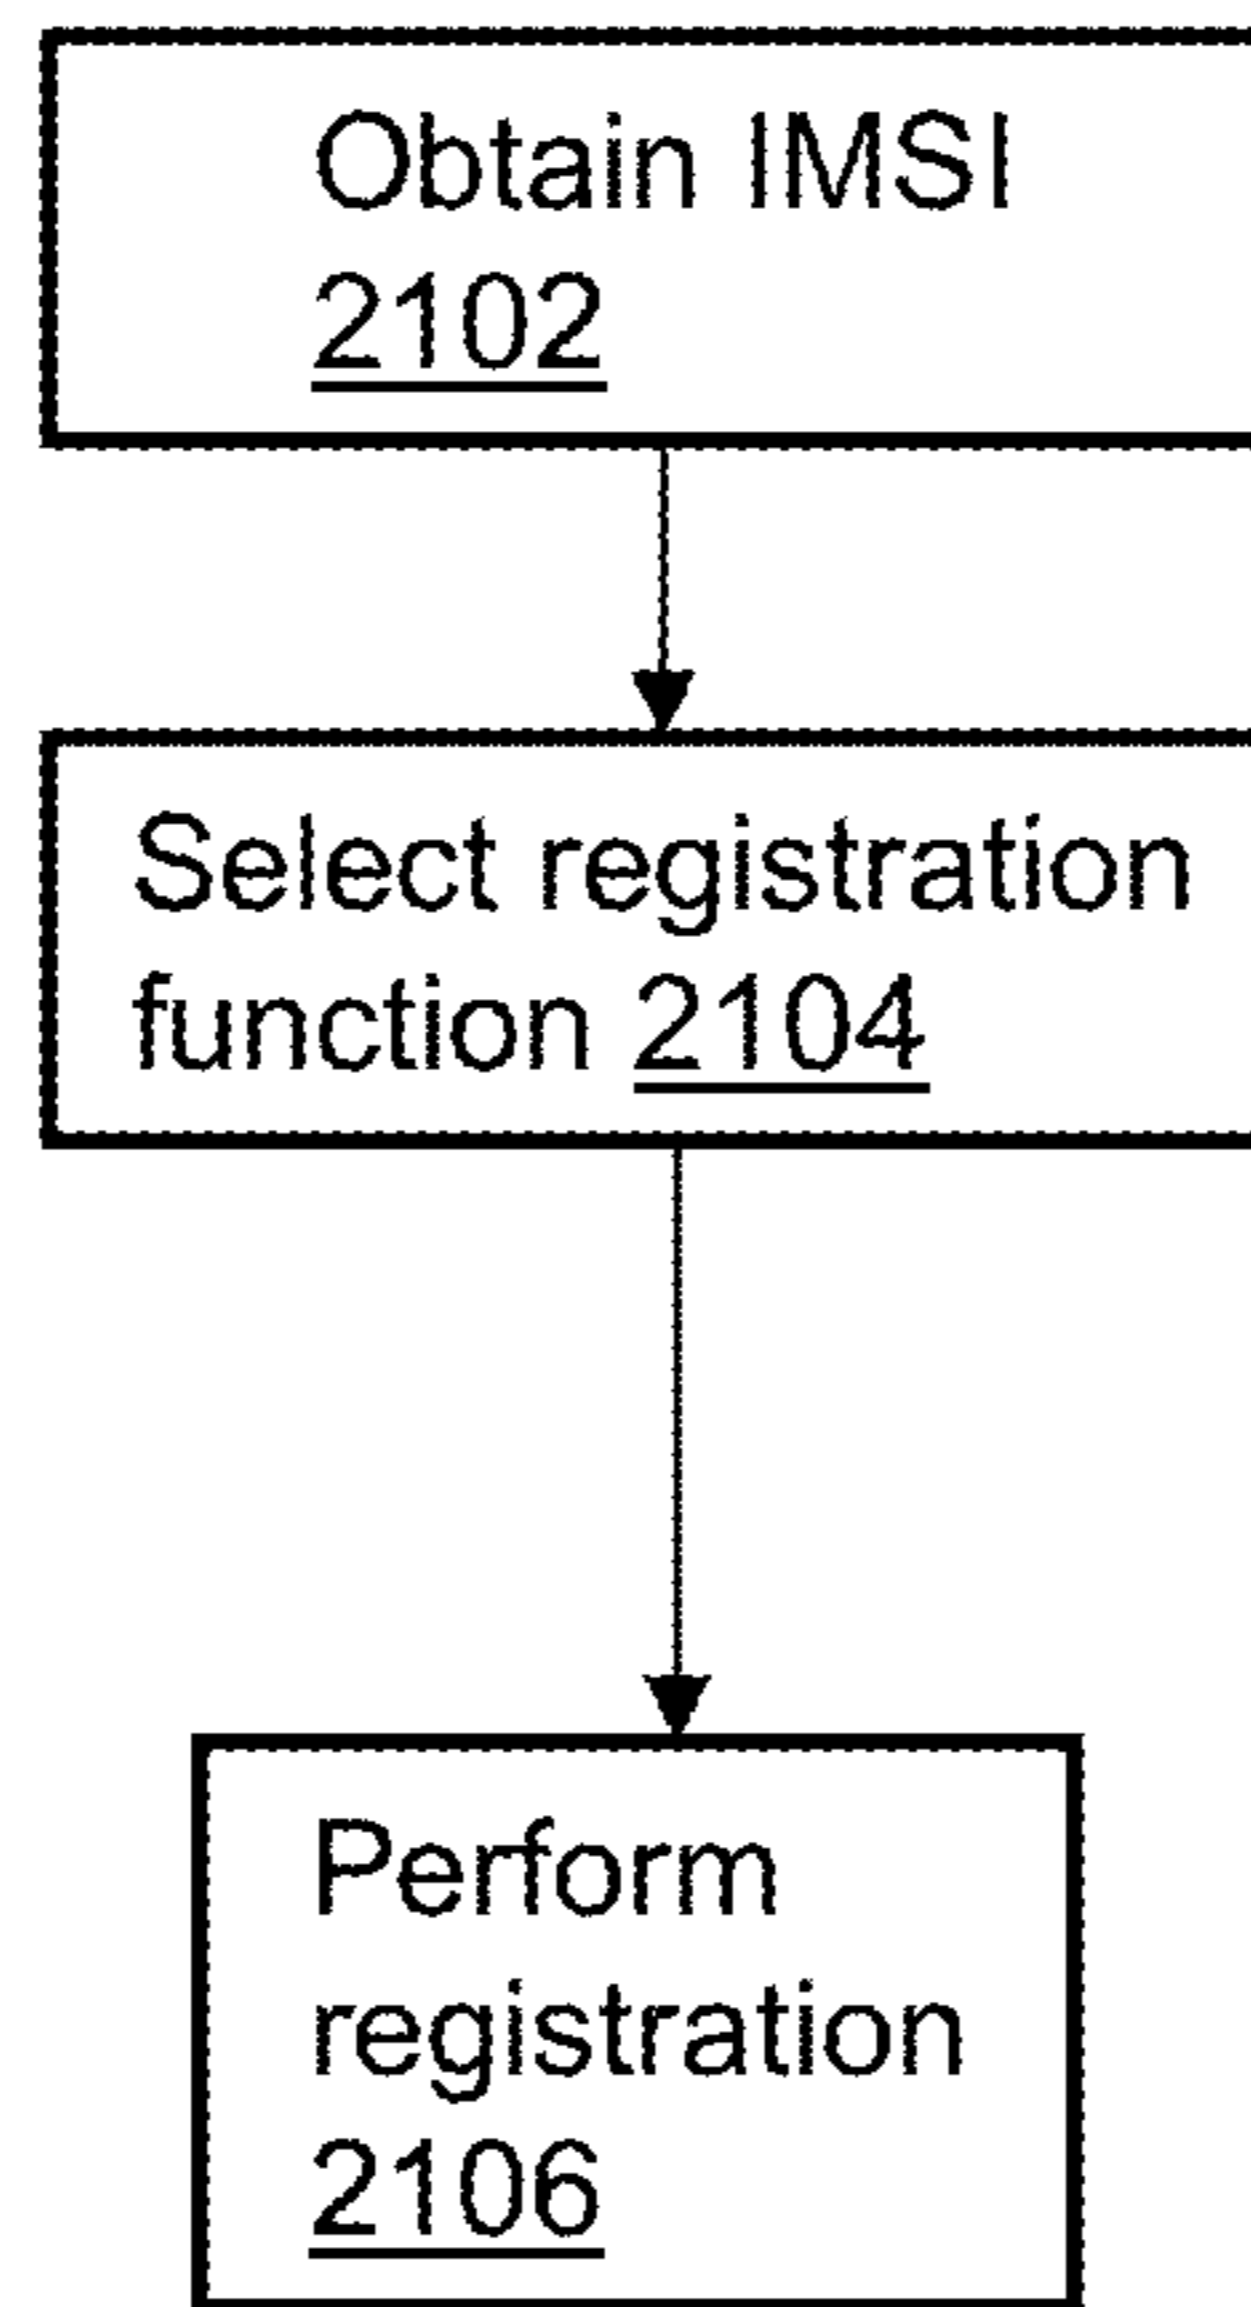 Obtain IMSI
2102
Select registration
function 2104
Perform
registration
2106